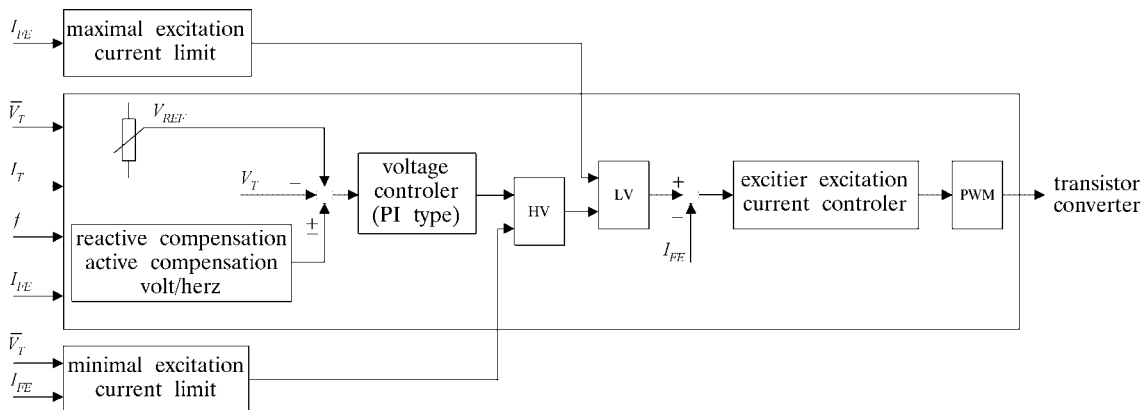 I_FE
maximal excitation
current limit
V̅_T
V_REF
I_T
V_T
−
±
voltage
controler
(PI type)
HV
LV
+
−
I_FE
excitier excitation
current controler
PWM
transistor
converter
f
reactive compensation
active compensation
volt/herz
I_FE
V̅_T
I_FE
minimal excitation
current limit